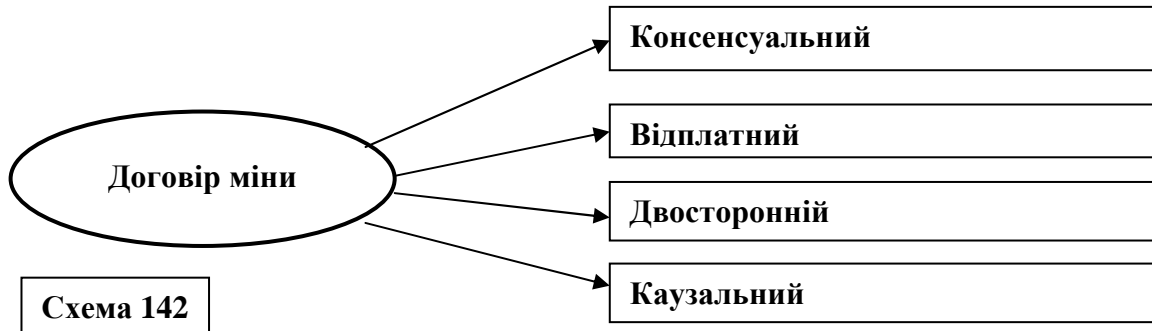 Консенсуальний
Відплатний
Договір міни
Двосторонній
Каузальний
Схема 142